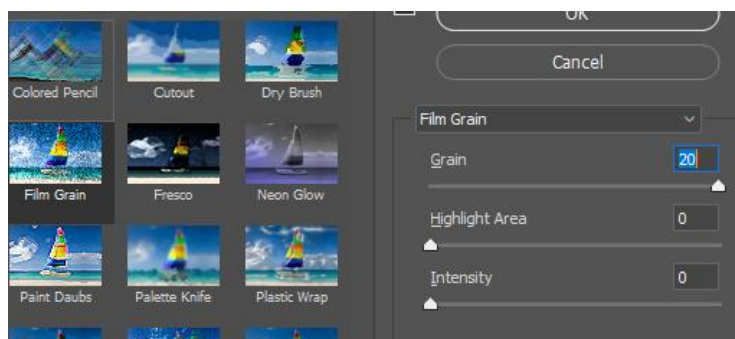 OK
Cancel
Colored Pencil Cutout Dry Brush
Film Grain
Grain 20
Film Grain Fresco Neon Glow
Highlight Area 0
Intensity 0
Paint Daubs Palette Knife Plastic Wrap